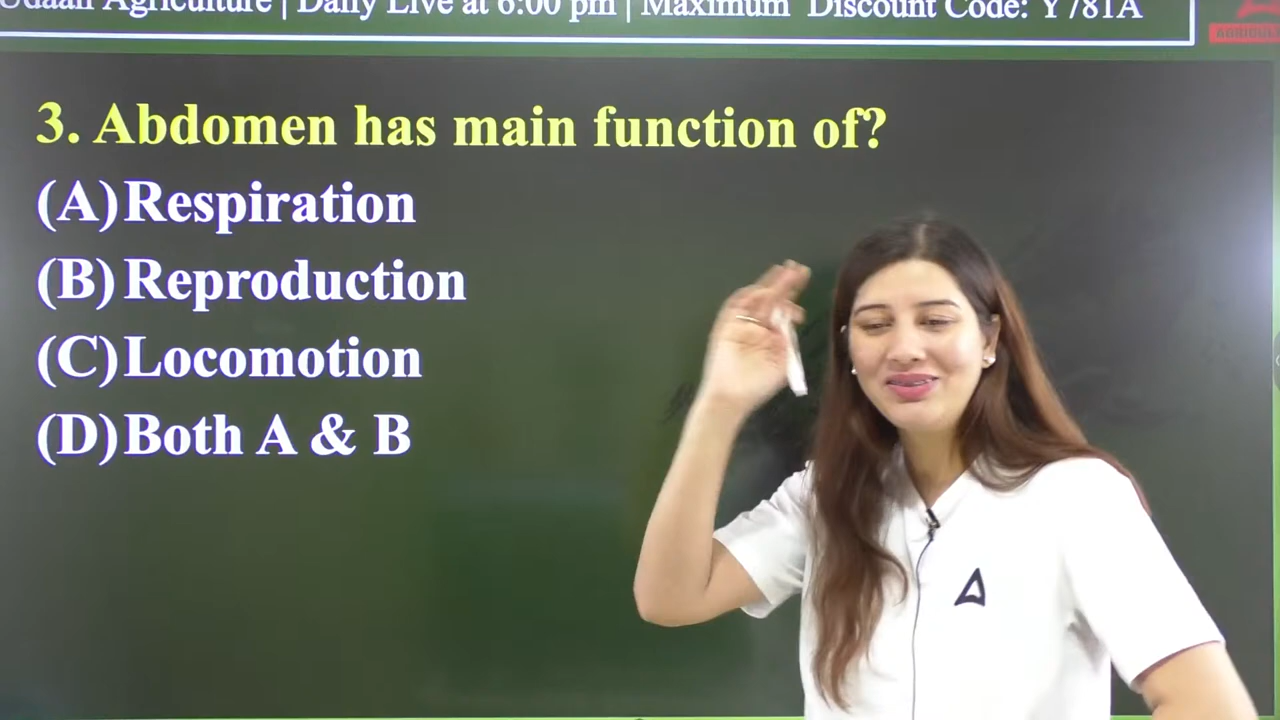 Udaan Agriculture | Daily Live at 6:00 pm | Maximum Discount Code: Y781A
3. Abdomen has main function of?
(A)Respiration
(B)Reproduction
(C)Locomotion
(D)Both A & B